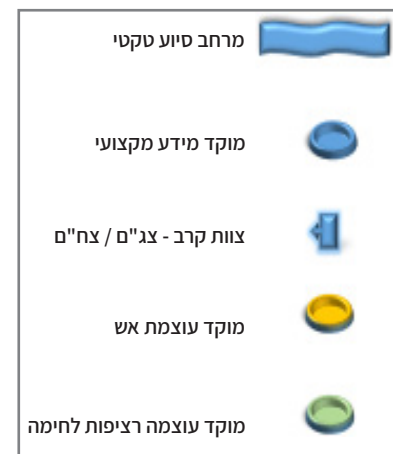 מרחב סיוע טקטי
מוקד מידע מקצועי
צוות קרב - צג"ם / צח"ם
מוקד עוצמת אש
מוקד עוצמה רציפות לחימה